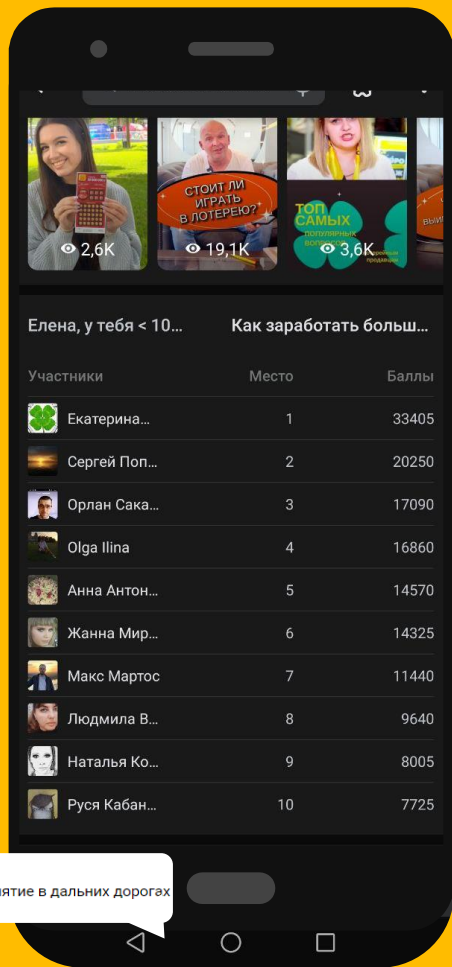 СТОИТ ЛИ
ИГРАТЬ
В ЛОТЕРЕЮ?
ТОП
САМЫХ
ПОПУЛЯРНЫХ
ВОПРОСОВ
2,6K
19,1K
3,6K
Елена, у тебя < 10...
Как заработать больш...
Участники Место Баллы
Екатерина... 1 33405
Сергей Поп... 2 20250
Орлан Сака... 3 17090
Olga Ilina 4 16860
Анна Антон... 5 14570
Жанна Мир... 6 14325
Макс Мартос 7 11440
Людмила В... 8 9640
Наталья Ко... 9 8005
Руся Кабан... 10 7725
нятие в дальних дорогах